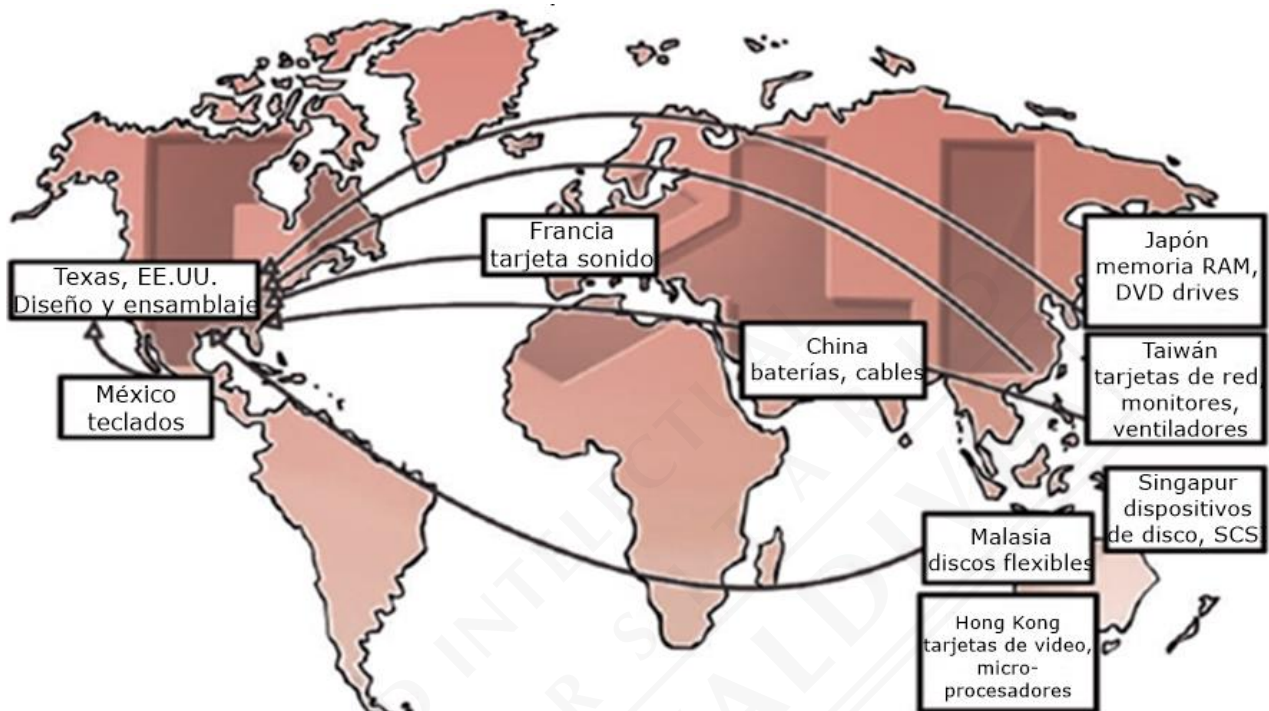 Texas, EE.UU.
Diseño y ensamblaje
México
teclados
Francia
tarjeta sonido
China
baterías, cables
Japón
memoria RAM,
DVD drives
Taiwán
tarjetas de red,
monitores,
ventiladores
Singapur
dispositivos
de disco, SCSI
Malasia
discos flexibles
Hong Kong
tarjetas de video,
micro-
procesadores